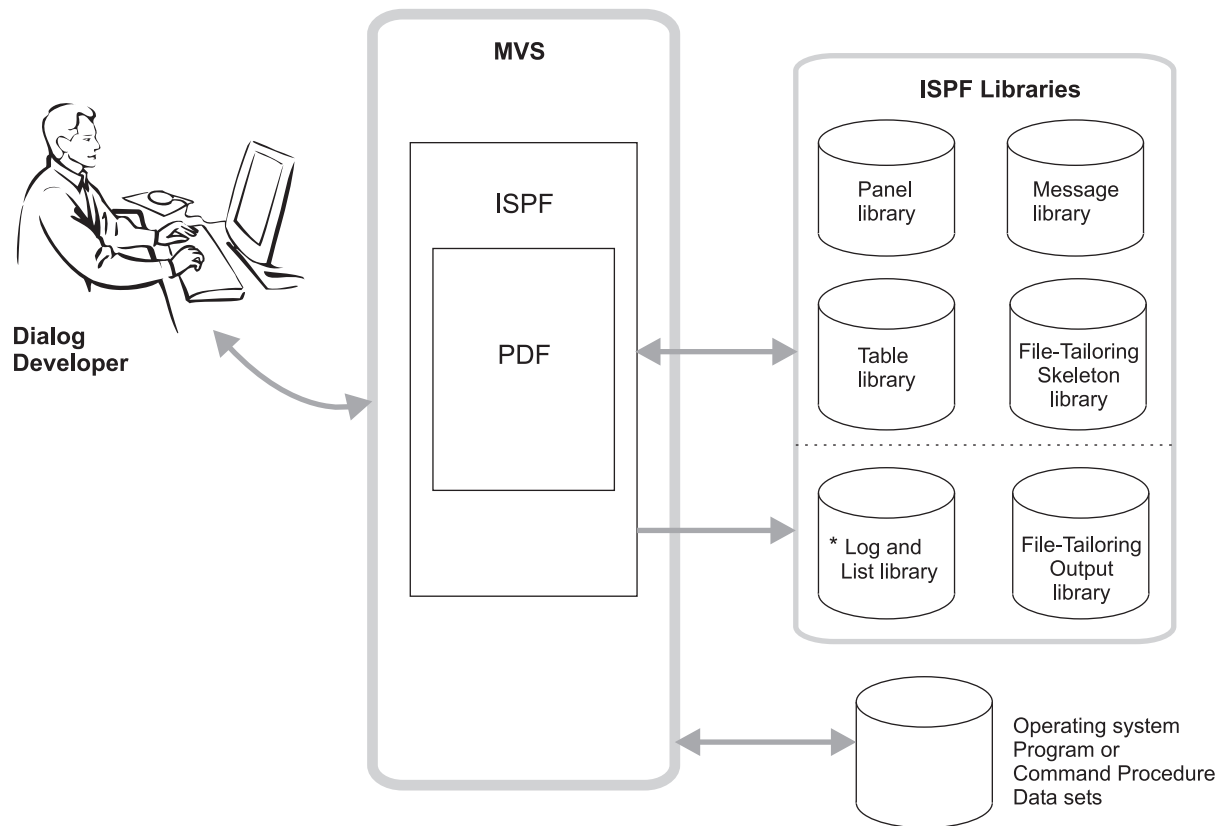 MVS
ISPF Libraries
Panel
library
Message
library
ISPF
PDF
Dialog
Developer
Table
library
File-Tailoring
Skeleton
library
* Log and
List library
File-Tailoring
Output
library
Operating system
Program or
Command Procedure
Data sets